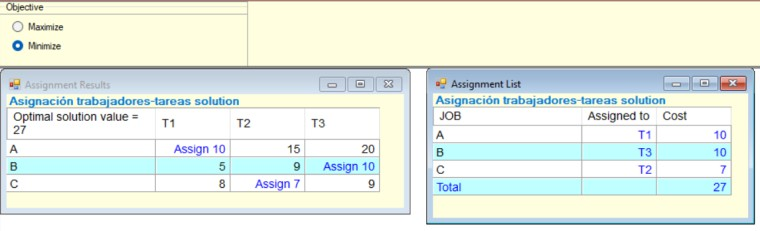 Objective
Maximize
Minimize
Assignment Results
Asignación trabajadores-tareas solution
Optimal solution value = 27 T1 T2 T3
A Assign 10 15 20
B 5 9 Assign 10
C 8 Assign 7 9
Assignment List
Asignación trabajadores-tareas solution
JOB Assigned to Cost
A T1 10
B T3 10
C T2 7
Total 27